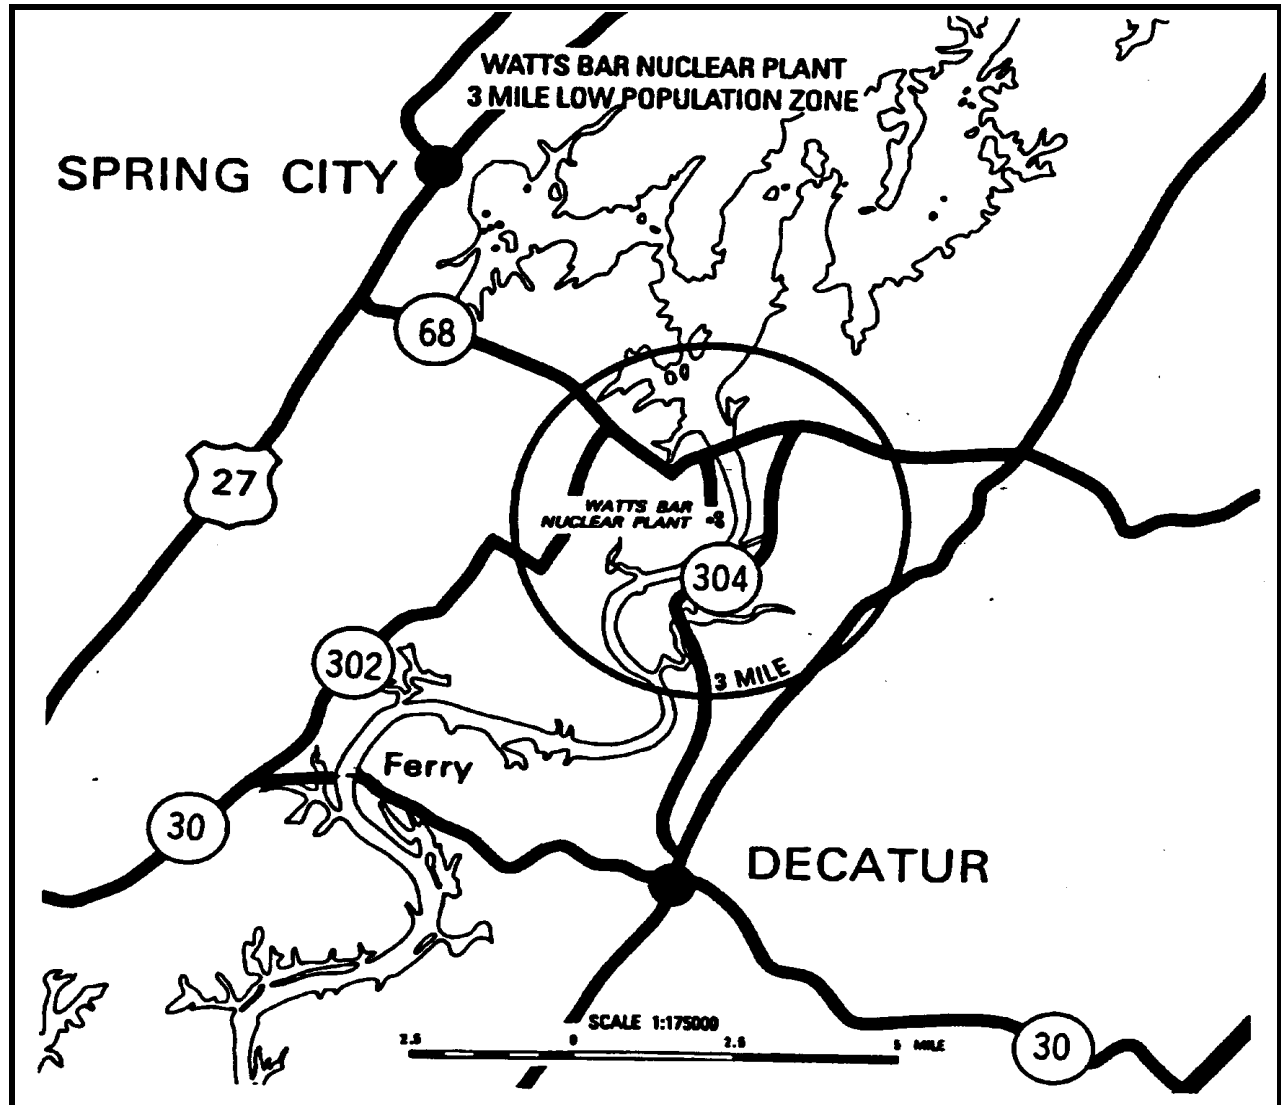 WATTS BAR NUCLEAR PLANT
3 MILE LOW POPULATION ZONE
SPRING CITY
68
27
WATTS BAR
NUCLEAR PLANT
304
302
3 MILE
Ferry
30
DECATUR
SCALE 1:175000
2.5 0 2.5 5 MILE
30